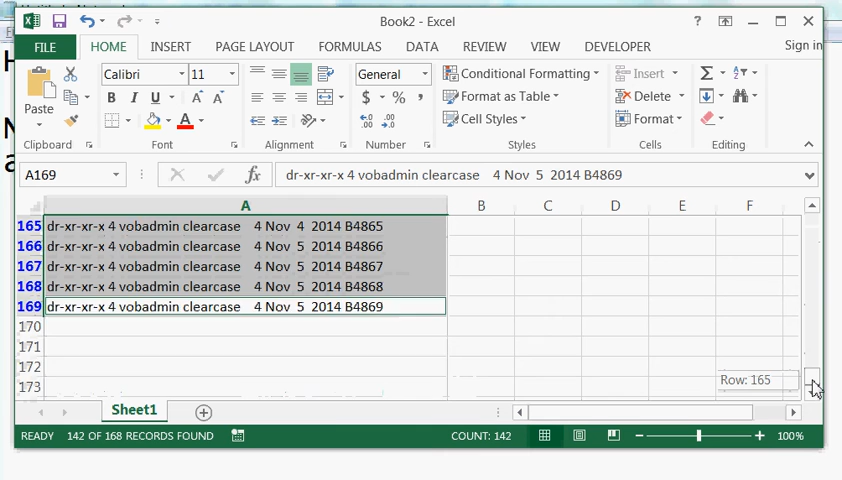 Book2 - Excel
FILE HOME INSERT PAGE LAYOUT FORMULAS DATA REVIEW VIEW DEVELOPER Sign in
Paste Calibri 11 General Conditional Formatting Insert
B I U A A $ % , Format as Table Delete
A Cell Styles Format
Clipboard Font Alignment Number Styles Cells Editing
A169 fx dr-xr-xr-x 4 vobadmin clearcase 4 Nov 5 2014 B4869
A B C D E F
165 dr-xr-xr-x 4 vobadmin clearcase 4 Nov 4 2014 B4865
166 dr-xr-xr-x 4 vobadmin clearcase 4 Nov 5 2014 B4866
167 dr-xr-xr-x 4 vobadmin clearcase 4 Nov 5 2014 B4867
168 dr-xr-xr-x 4 vobadmin clearcase 4 Nov 5 2014 B4868
169 dr-xr-xr-x 4 vobadmin clearcase 4 Nov 5 2014 B4869
170
171
172
173 Row: 165
Sheet1
READY 142 OF 168 RECORDS FOUND COUNT: 142 100%